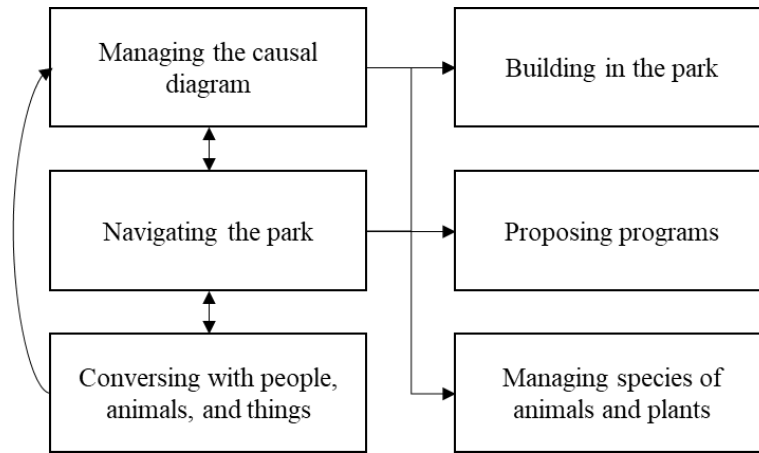 Managing the causal
diagram
Building in the park
Navigating the park
Proposing programs
Conversing with people,
animals, and things
Managing species of
animals and plants